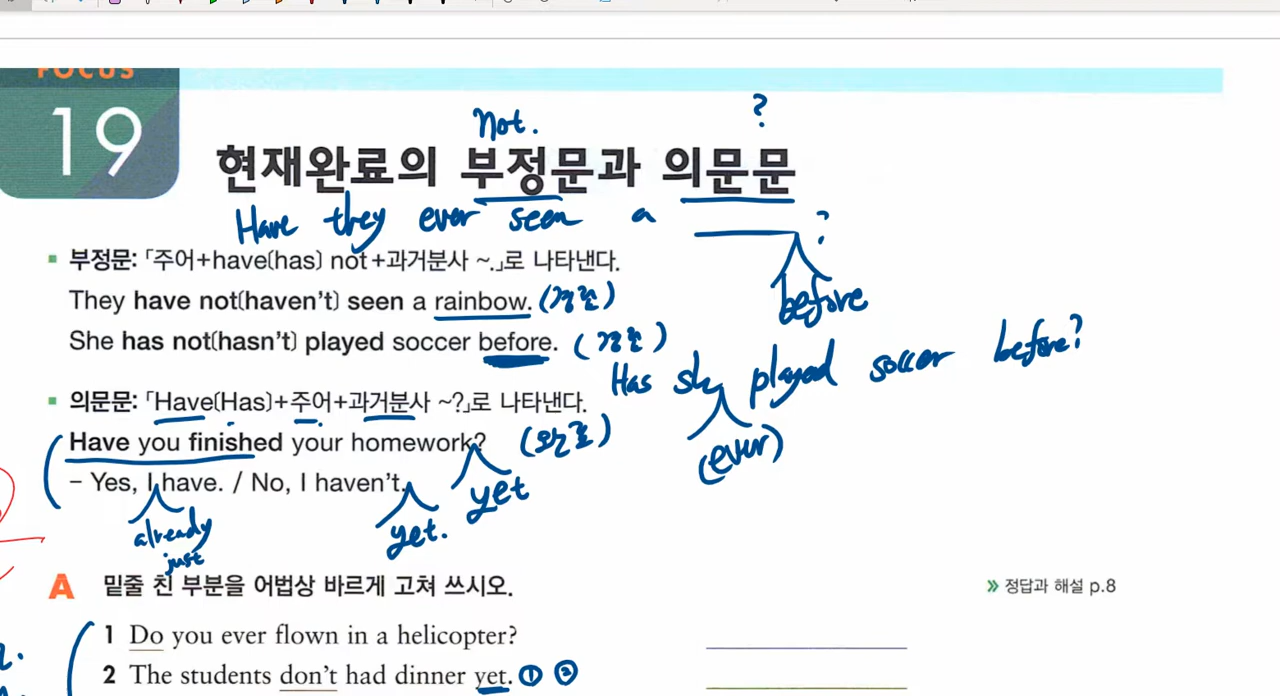 FOCUS
19
Not.
?
현재완료의 부정문과 의문문
Have they ever seen a ?
before
부정문: 「주어+have(has) not+과거분사 ~.」로 나타낸다.
They have not(haven't) seen a rainbow. (경험)
She has not(hasn't) played soccer before. (경험)
Has she played soccer before?
(ever)
의문문: 「Have(Has)+주어+과거분사 ~?」로 나타낸다.
Have you finished your homework? (완료)
yet
– Yes, I have. / No, I haven't.
already
just
yet.
A 밑줄 친 부분을 어법상 바르게 고쳐 쓰시오.
» 정답과 해설 p.8
1 Do you ever flown in a helicopter?
2 The students don't had dinner yet. ① ②